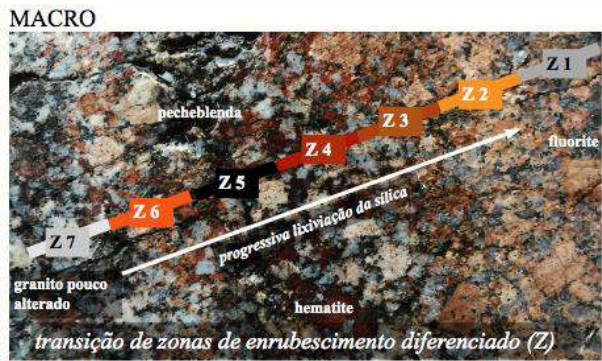 MACRO
Z 1
Z 2
pecheblenda
Z 3
fluorite
Z 4
Z 5
progressiva lixiviação da sílica
Z 6
Z 7
granito pouco
alterado
hematite
transição de zonas de enrubescimento diferenciado (Z)